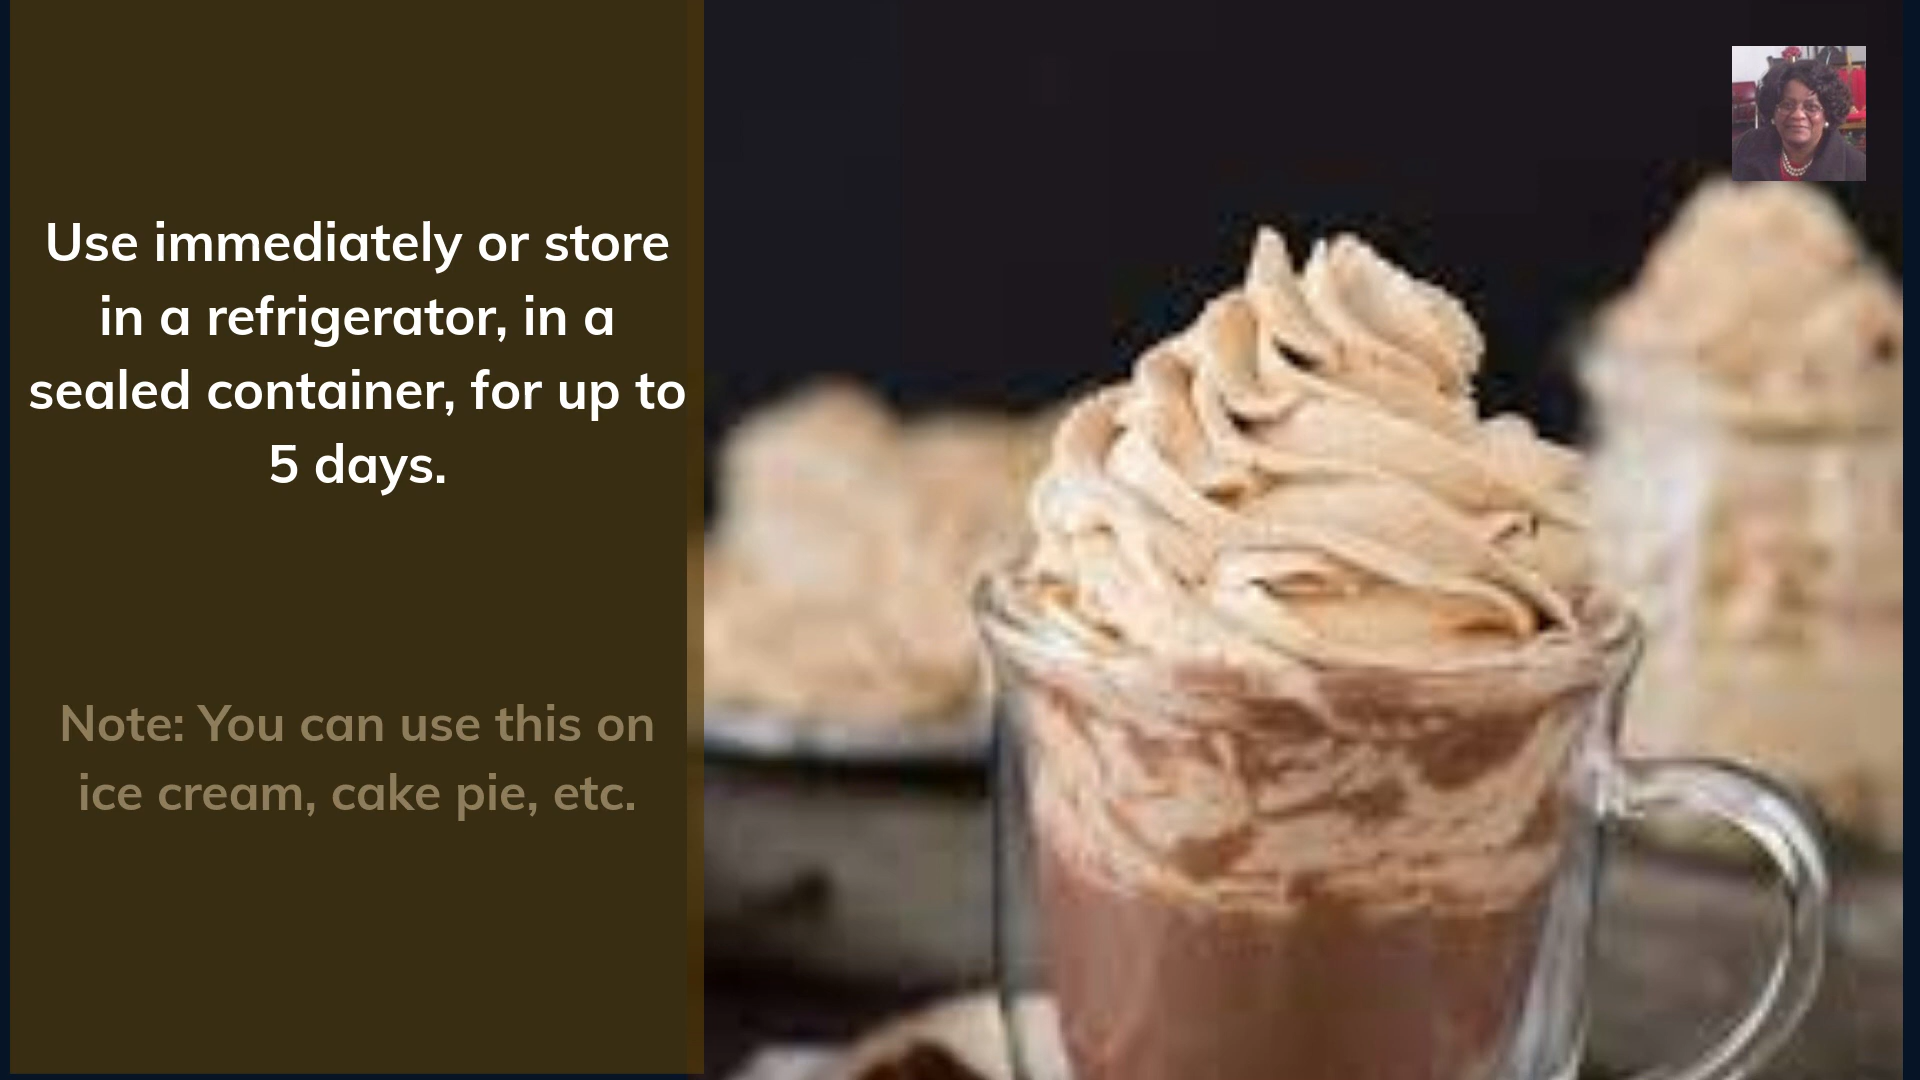 Use immediately or store
in a refrigerator, in a
sealed container, for up to
5 days.
Note: You can use this on
ice cream, cake pie, etc.